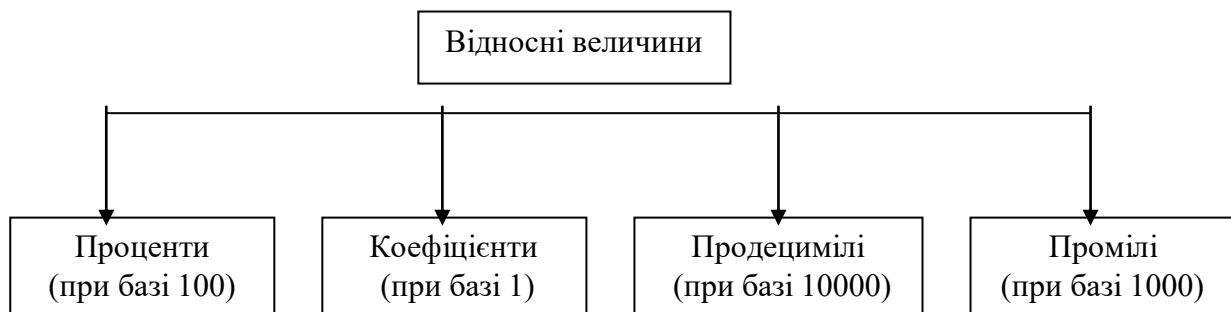 Відносні величини
Проценти
(при базі 100)
Коефіцієнти
(при базі 1)
Продецимілі
(при базі 10000)
Промілі
(при базі 1000)